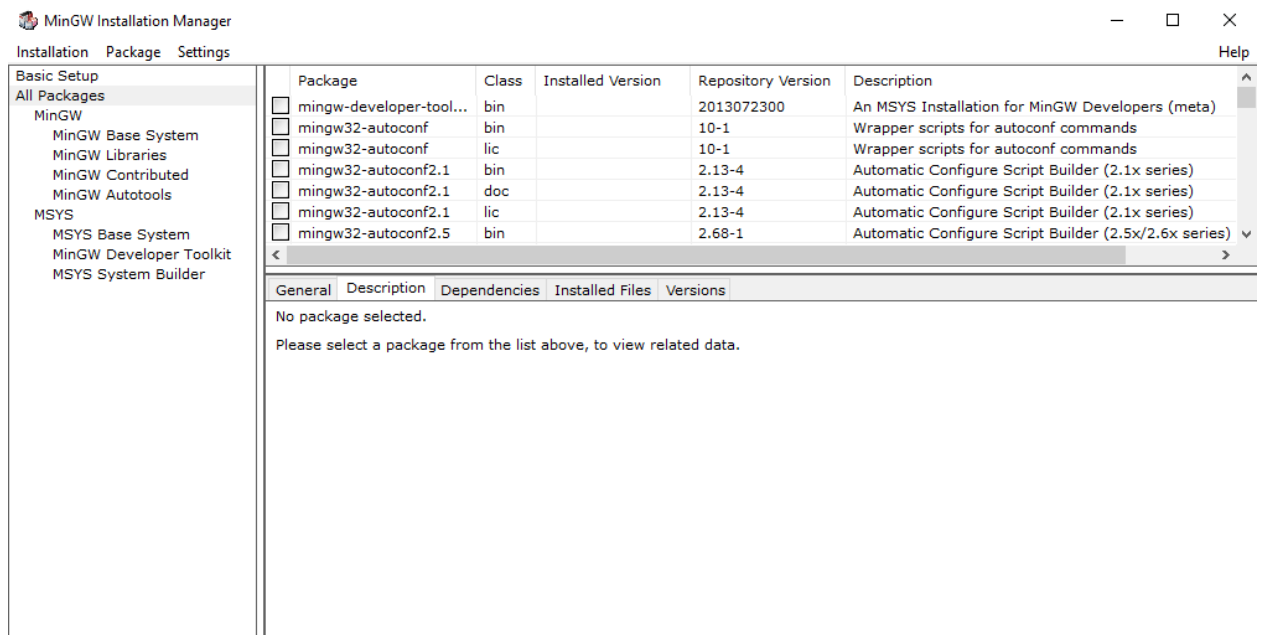 MinGW Installation Manager
Installation Package Settings Help
Basic Setup
All Packages
MinGW
MinGW Base System
MinGW Libraries
MinGW Contributed
MinGW Autotools
MSYS
MSYS Base System
MinGW Developer Toolkit
MSYS System Builder
Package Class Installed Version Repository Version Description
mingw-developer-tool... bin 2013072300 An MSYS Installation for MinGW Developers (meta)
mingw32-autoconf bin 10-1 Wrapper scripts for autoconf commands
mingw32-autoconf lic 10-1 Wrapper scripts for autoconf commands
mingw32-autoconf2.1 bin 2.13-4 Automatic Configure Script Builder (2.1x series)
mingw32-autoconf2.1 doc 2.13-4 Automatic Configure Script Builder (2.1x series)
mingw32-autoconf2.1 lic 2.13-4 Automatic Configure Script Builder (2.1x series)
mingw32-autoconf2.5 bin 2.68-1 Automatic Configure Script Builder (2.5x/2.6x series)
General Description Dependencies Installed Files Versions
No package selected.
Please select a package from the list above, to view related data.